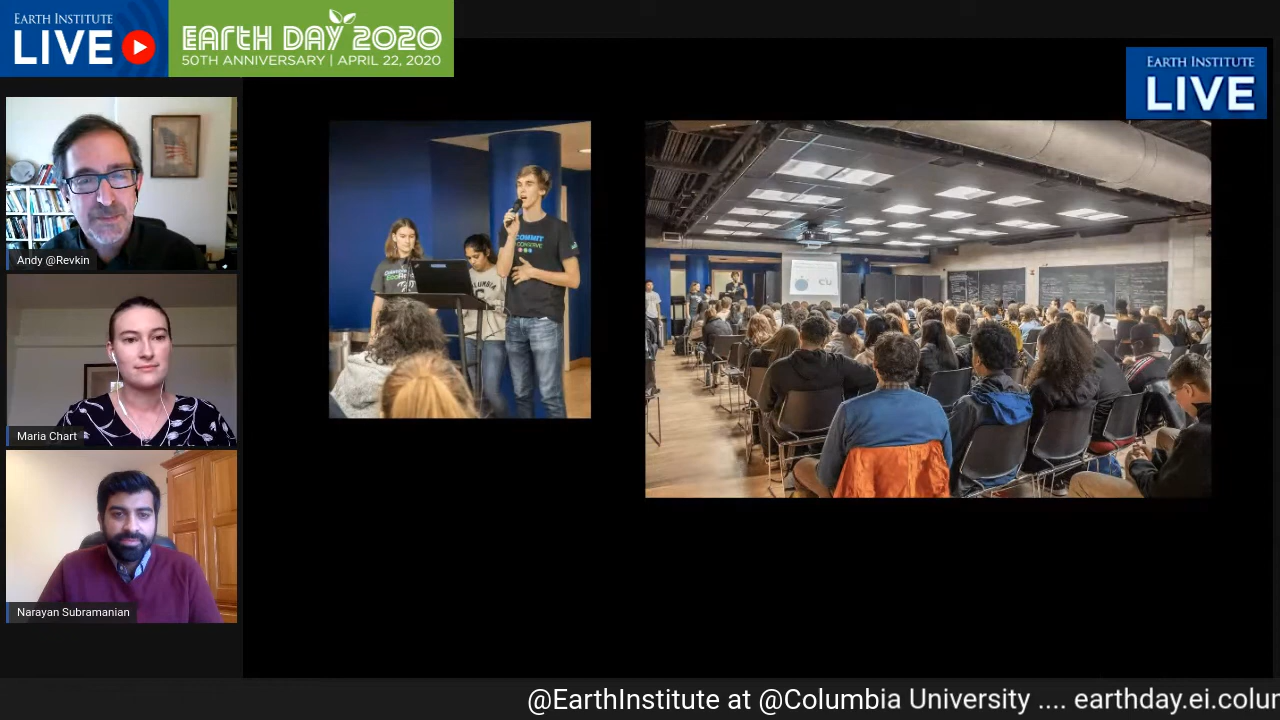 EARTH INSTITUTE
LIVE
EARTH DAY 2020
50TH ANNIVERSARY | APRIL 22, 2020
EARTH INSTITUTE
LIVE
Andy @Revkin
COMMIT
CONSERVE
Maria Chart
Narayan Subramanian
@EarthInstitute at @Columbia University .... earthday.ei.colu